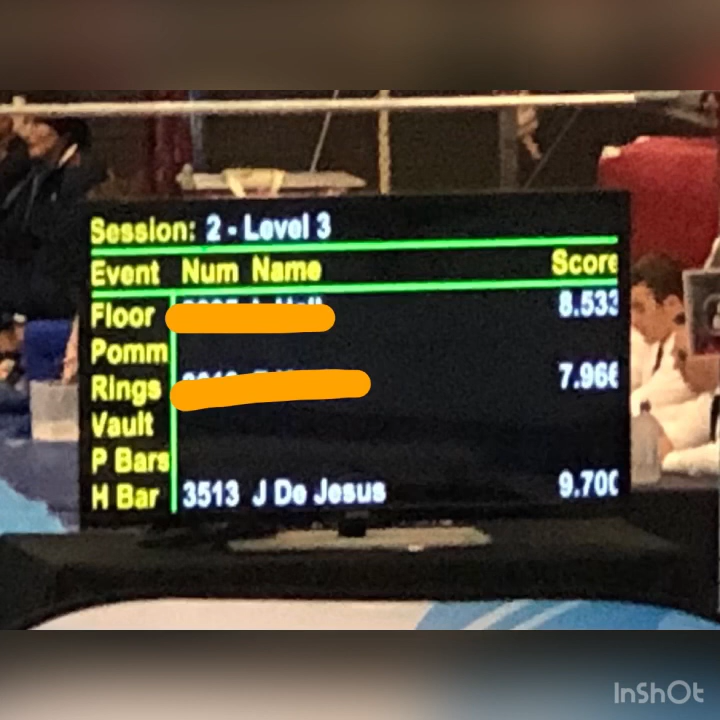 Session: 2 - Level 3
Event Num Name Score
Floor 8.533
Pomm
Rings 7.966
Vault
P Bars
H Bar 3513 J De Jesus 9.700
InShOt